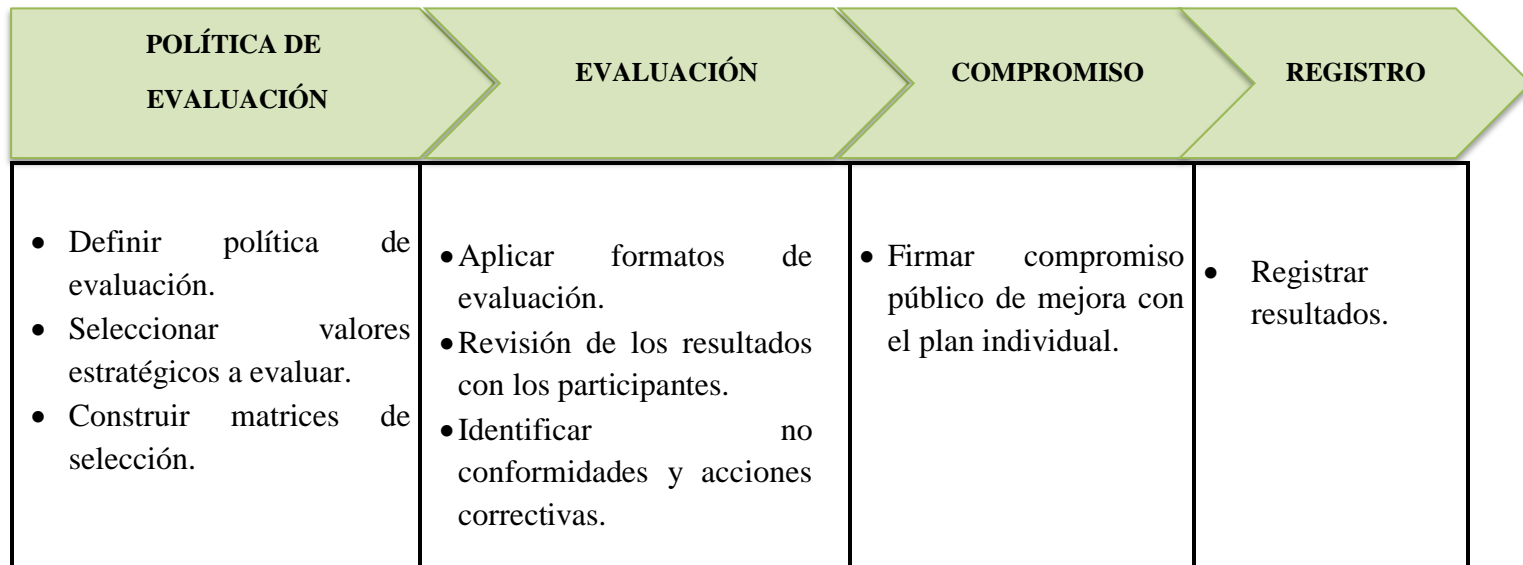 POLÍTICA DE
EVALUACIÓN
EVALUACIÓN
COMPROMISO
REGISTRO
• Definir política de
evaluación.
• Seleccionar valores
estratégicos a evaluar.
• Construir matrices de
selección.
• Aplicar formatos de
evaluación.
• Revisión de los resultados
con los participantes.
• Identificar no
conformidades y acciones
correctivas.
• Firmar compromiso
público de mejora con
el plan individual.
• Registrar
resultados.